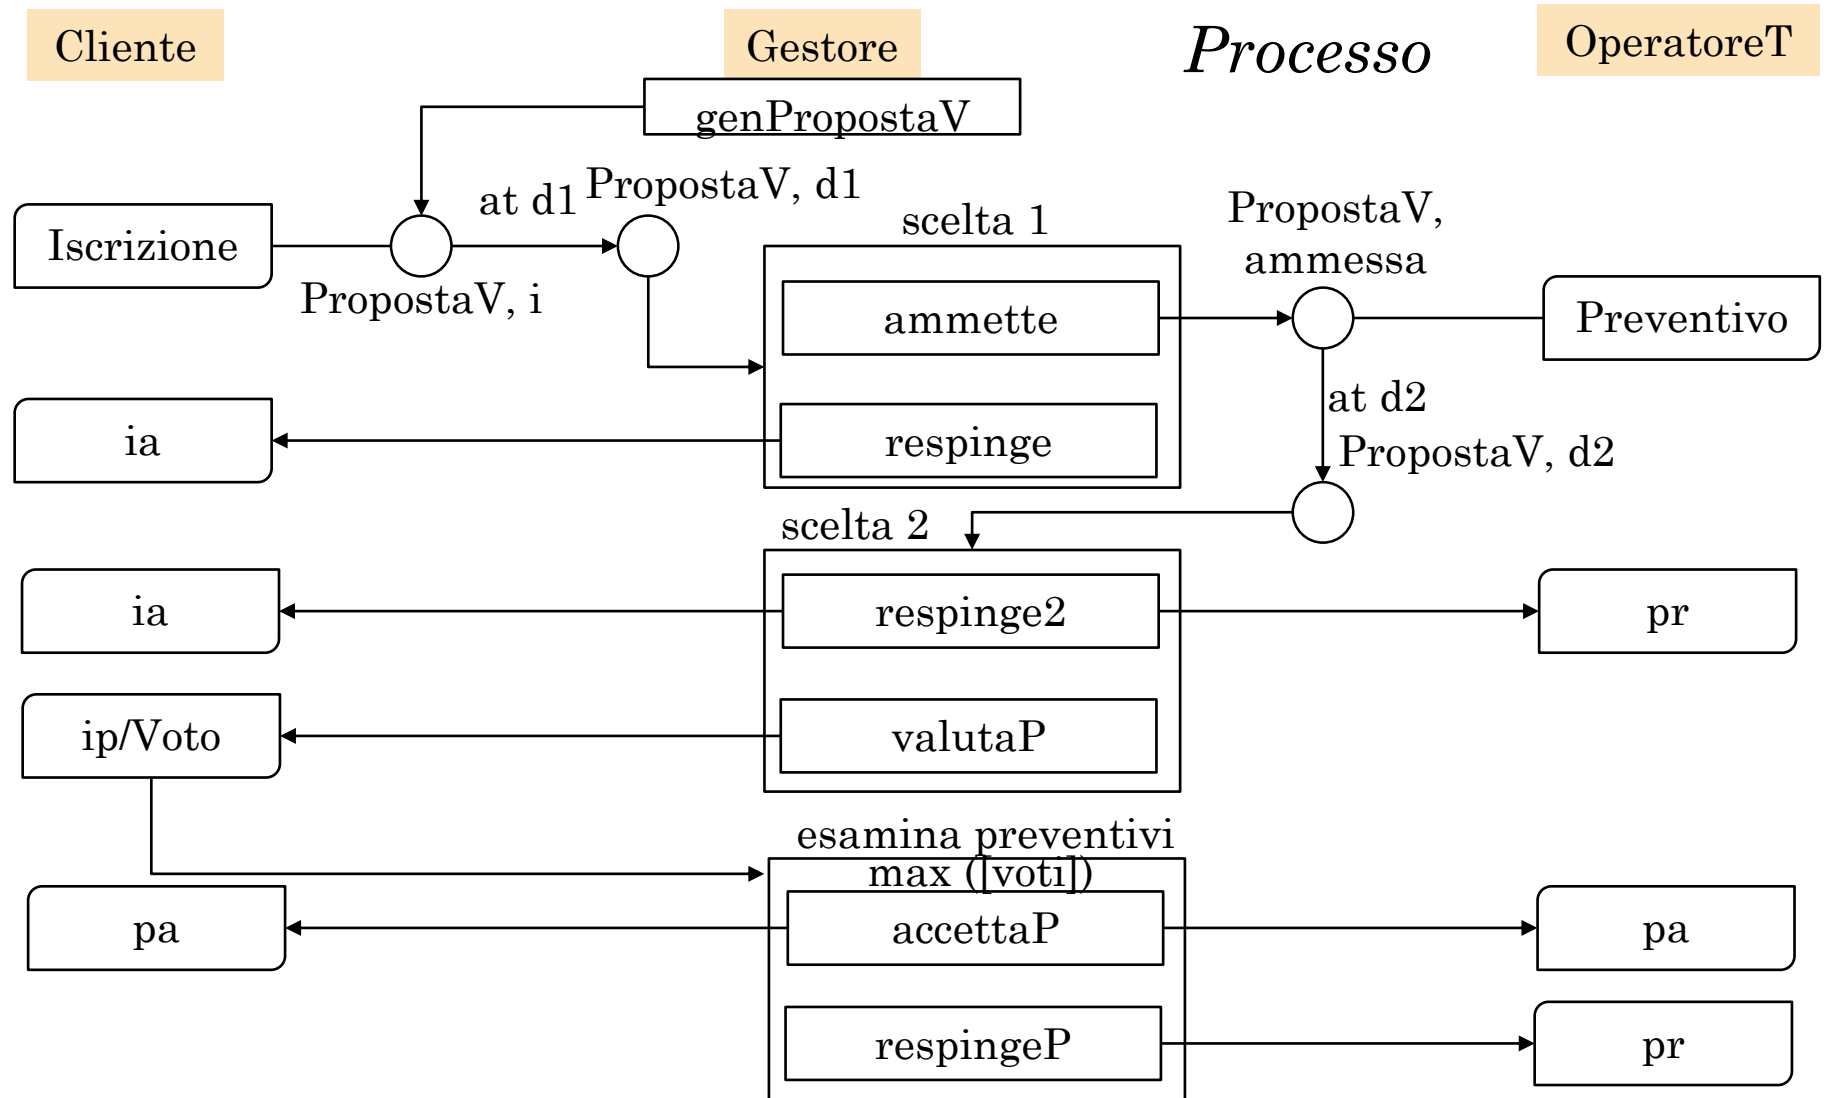 Cliente
Gestore
Processo
OperatoreT
genPropostaV
at d1
PropostaV, d1
Iscrizione
PropostaV, i
scelta 1
PropostaV,
ammessa
ammette
Preventivo
at d2
ia
respinge
PropostaV, d2
scelta 2
ia
respinge2
pr
ip/Voto
valutaP
esamina preventivi
max ([voti])
pa
accettaP
pa
respingeP
pr